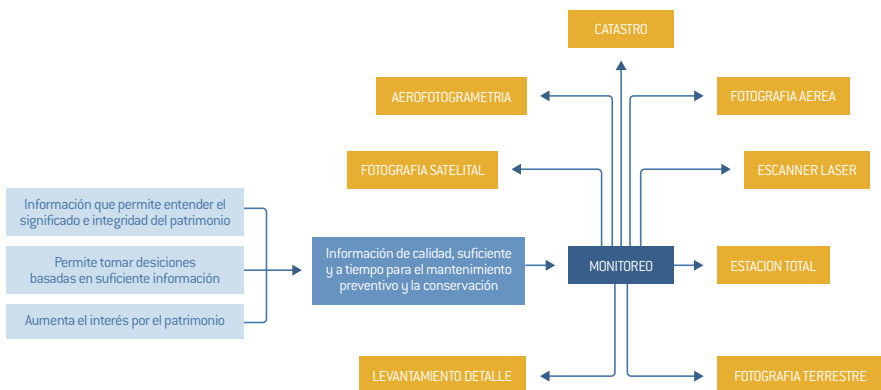 CATASTRO
AEROFOTOGRAMETRIA
FOTOGRAFIA AEREA
FOTOGRAFIA SATELITAL
ESCANNER LASER
Información que permite entender el
significado e integridad del patrimonio
Permite tomar desiciones
basadas en suficiente información
Aumenta el interés por el patrimonio
Información de calidad, suficiente
y a tiempo para el mantenimiento
preventivo y la conservación
MONITOREO
ESTACION TOTAL
LEVANTAMIENTO DETALLE
FOTOGRAFIA TERRESTRE